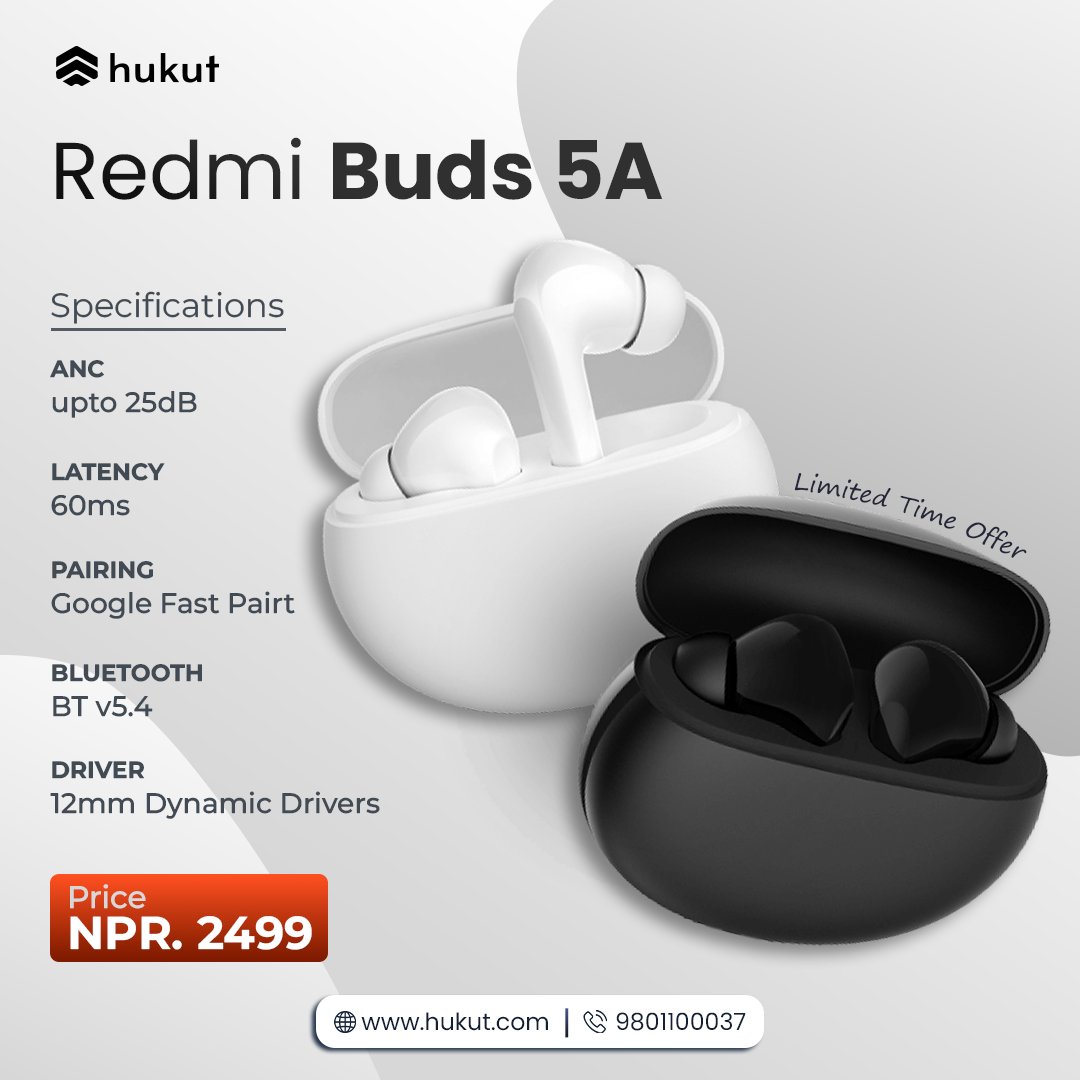 hukut
Redmi Buds 5A
Specifications
ANC
upto 25dB
LATENCY
60ms
PAIRING
Google Fast Pairt
BLUETOOTH
BT v5.4
DRIVER
12mm Dynamic Drivers
Limited Time Offer
Price
NPR. 2499
www.hukut.com | 9801100037